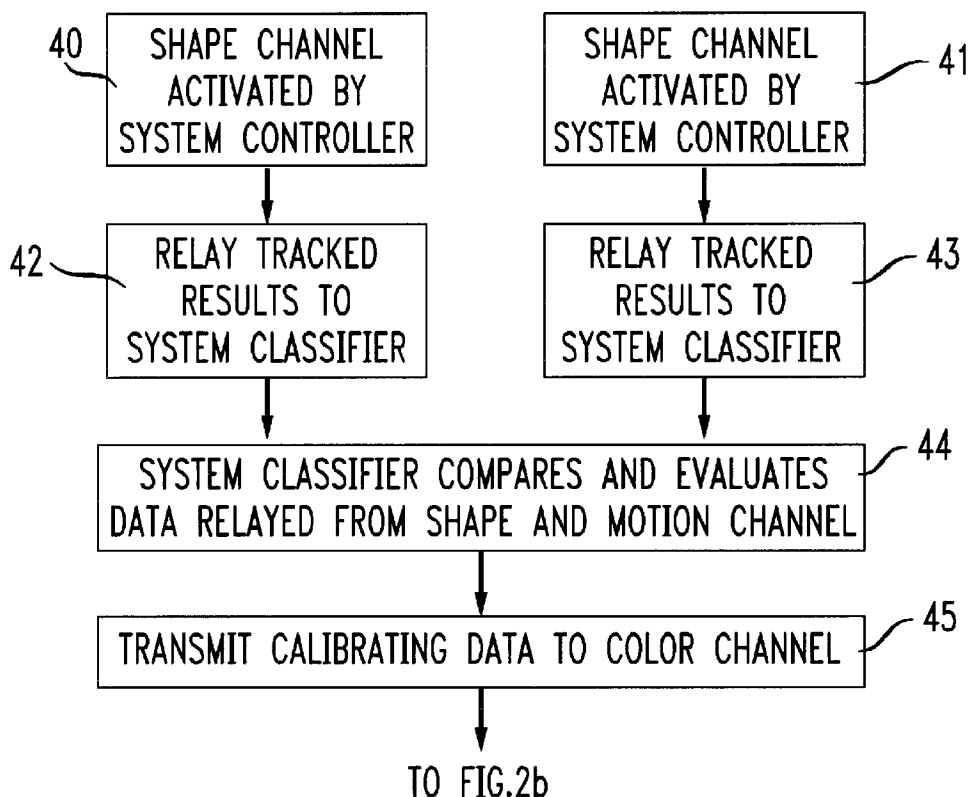 40
SHAPE CHANNEL
ACTIVATED BY
SYSTEM CONTROLLER
SHAPE CHANNEL
ACTIVATED BY
SYSTEM CONTROLLER
41
42
RELAY TRACKED
RESULTS TO
SYSTEM CLASSIFIER
RELAY TRACKED
RESULTS TO
SYSTEM CLASSIFIER
43
SYSTEM CLASSIFIER COMPARES AND EVALUATES
DATA RELAYED FROM SHAPE AND MOTION CHANNEL
44
TRANSMIT CALIBRATING DATA TO COLOR CHANNEL
45
TO FIG.2b